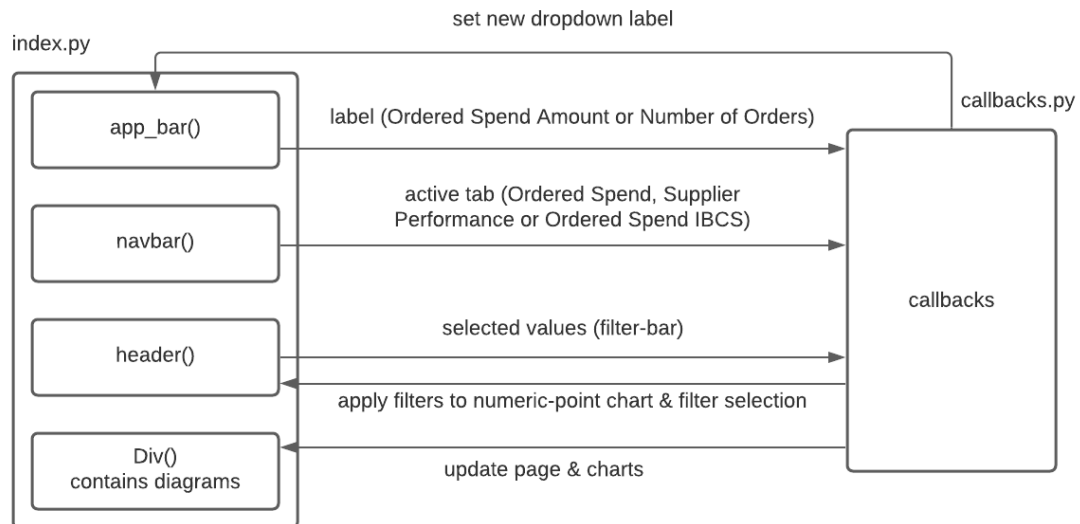 set new dropdown label
index.py
callbacks.py
app_bar()
label (Ordered Spend Amount or Number of Orders)
active tab (Ordered Spend, Supplier
Performance or Ordered Spend IBCS)
navbar()
callbacks
selected values (filter-bar)
header()
apply filters to numeric-point chart & filter selection
Div()
contains diagrams
update page & charts